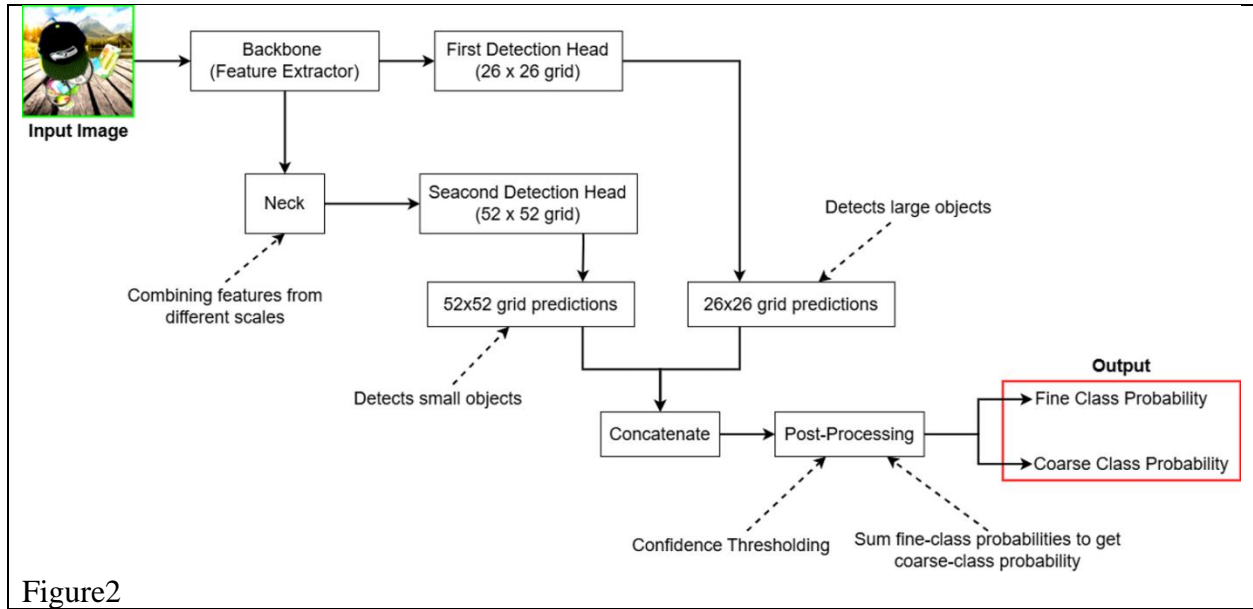 Input Image
Backbone
(Feature Extractor)
First Detection Head
(26 x 26 grid)
Neck
Seacond Detection Head
(52 x 52 grid)
Detects large objects
Combining features from
different scales
52x52 grid predictions
26x26 grid predictions
Detects small objects
Concatenate
Post-Processing
Output
Fine Class Probability
Coarse Class Probability
Confidence Thresholding
Sum fine-class probabilities to get
coarse-class probability
Figure2